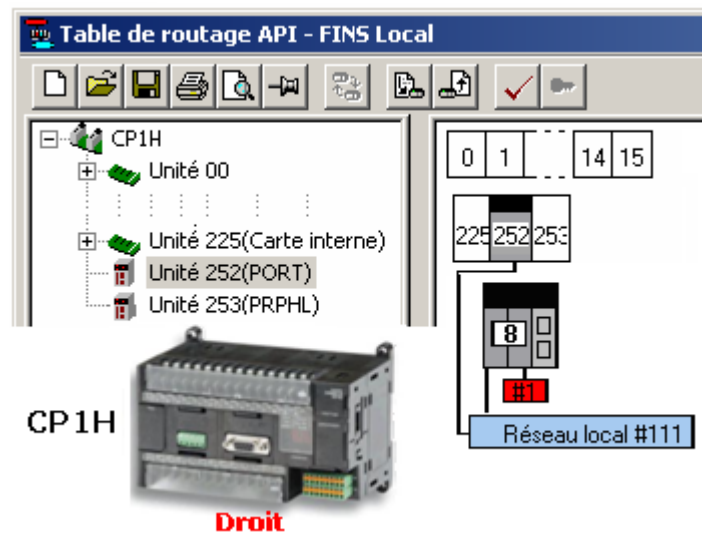 Table de routage API - FINS Local
CP1H
Unité 00
Unité 225(Carte interne)
Unité 252(PORT)
Unité 253(PRPHL)
0 1 14 15
225 252 253
8
#1
Réseau local #111
CP1H
Droit